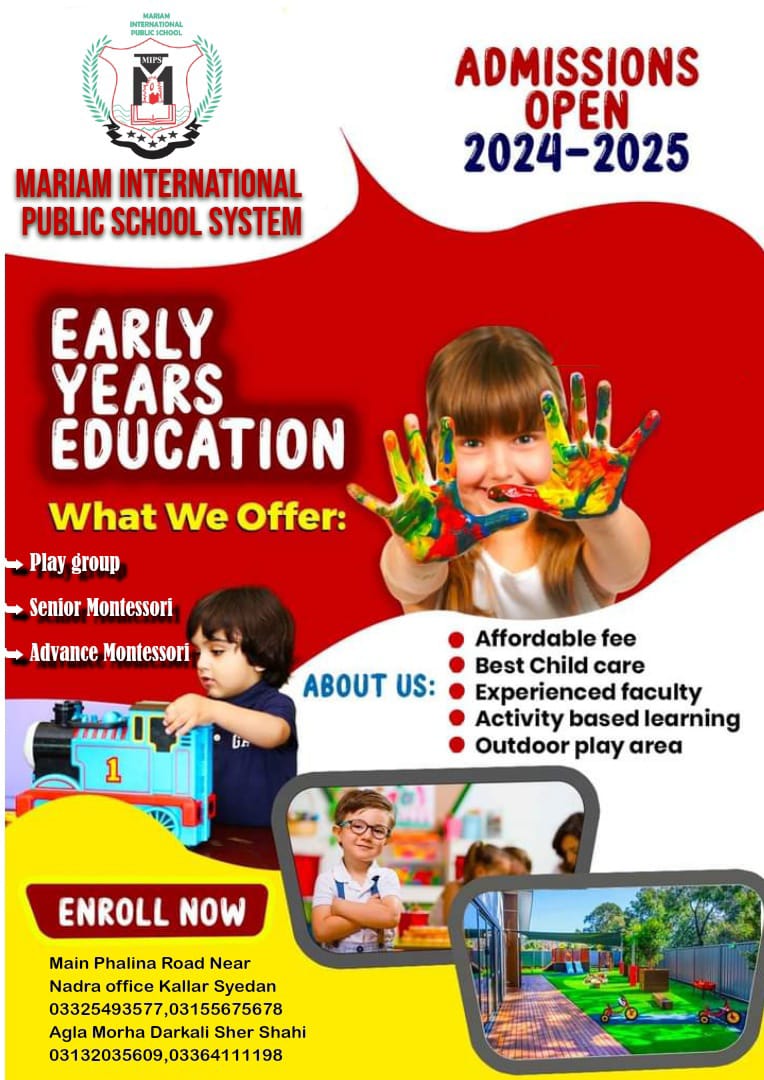 MARIAM
INTERNATIONAL
PUBLIC SCHOOL
MIPS
MARIAM INTERNATIONAL
PUBLIC SCHOOL SYSTEM
ADMISSIONS
OPEN
2024-2025
EARLY
YEARS
EDUCATION
What We Offer:
Play group
Senior Montessori
Advance Montessori
1
GA
ABOUT US:
Affordable fee
Best Child care
Experienced faculty
Activity based learning
Outdoor play area
ENROLL NOW
Main Phalina Road Near
Nadra office Kallar Syedan
03325493577,03155675678
Agla Morha Darkali Sher Shahi
03132035609,03364111198